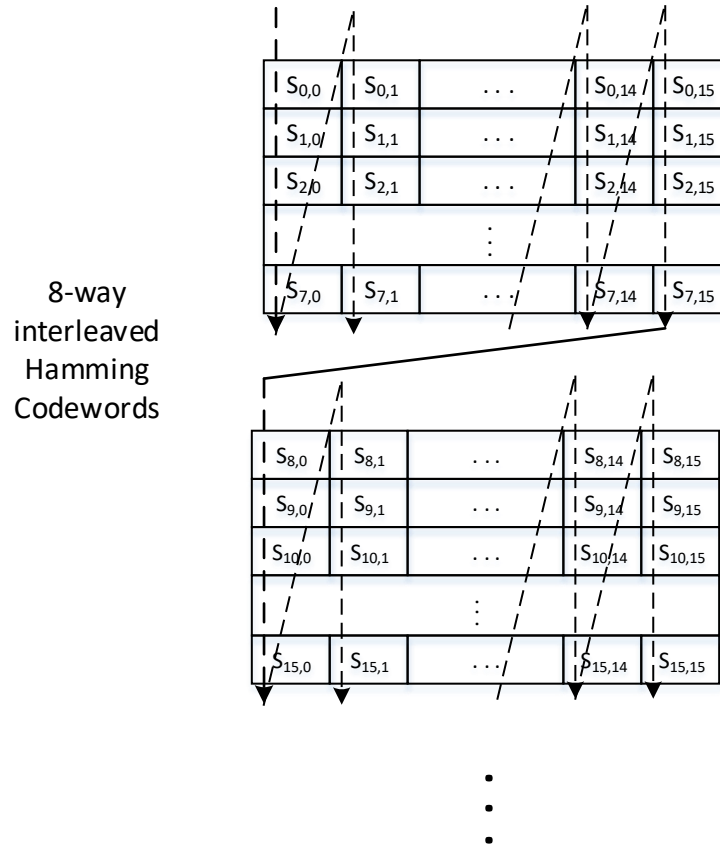 S0,0 S0,1 . . . S0,14 S0,15
S1,0 S1,1 . . . S1,14 S1,15
S2,0 S2,1 . . . S2,14 S2,15
⋮
S7,0 S7,1 . . . S7,14 S7,15
8-way
interleaved
Hamming
Codewords
S8,0 S8,1 . . . S8,14 S8,15
S9,0 S9,1 . . . S9,14 S9,15
S10,0 S10,1 . . . S10,14 S10,15
⋮
S15,0 S15,1 . . . S15,14 S15,15
⋮